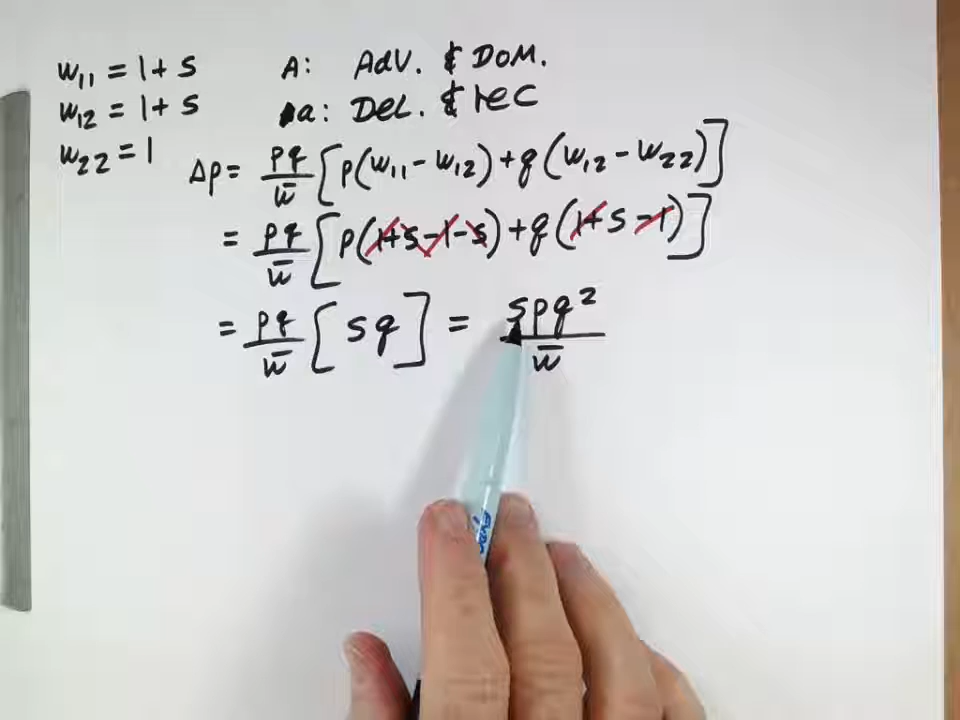 w₁₁ = 1 + s
A: Adv. & Dom.
w₁₂ = 1 + s
a: Del. & rec
w₂₂ = 1
Δp = pq/w̄ [p(w₁₁ - w₁₂) + q(w₁₂ - w₂₂)]
= pq/w̄ [p(1+s-1-s) + q(1+s-1)]
= pq/w̄ [sq] = spq²/w̄